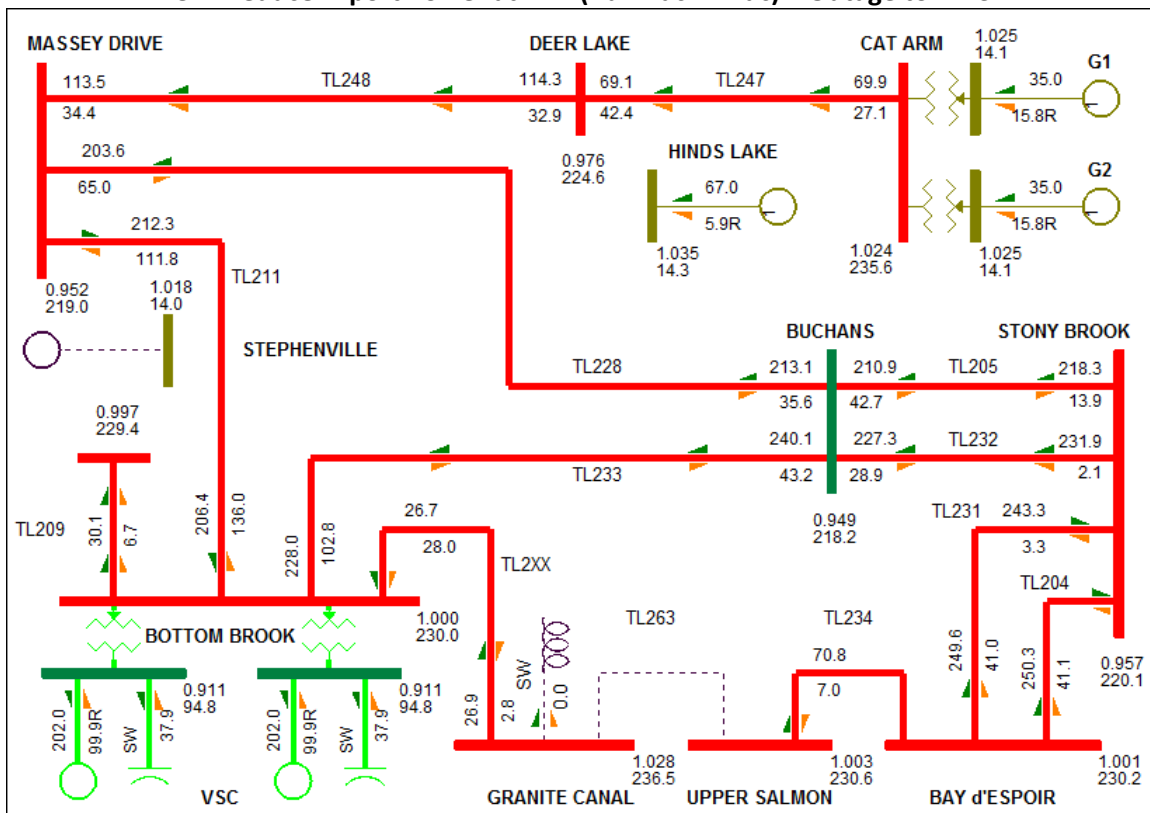 MASSEY DRIVE
DEER LAKE
CAT ARM
1.025
14.1
G1
113.5
TL248
114.3
69.1
TL247
69.9
35.0
34.4
32.9
42.4
27.1
15.8R
203.6
HINDS LAKE
0.976
224.6
G2
65.0
67.0
35.0
5.9R
15.8R
212.3
111.8
1.035
14.3
1.024
235.6
1.025
14.1
TL211
0.952
219.0
1.018
14.0
STEPHENVILLE
BUCHANS
STONY BROOK
TL228
213.1
210.9
TL205
218.3
35.6
42.7
13.9
0.997
229.4
240.1
227.3
TL232
231.9
TL233
43.2
28.9
2.1
TL209
30.1
6.7
206.4
136.0
228.0
102.8
26.7
28.0
0.949
218.2
TL231
243.3
3.3
TL2XX
TL204
BOTTOM BROOK
1.000
230.0
TL263
TL234
70.8
7.0
249.6
41.0
250.3
41.1
0.957
220.1
0.911
94.8
0.911
94.8
26.9
2.8
SW
0.0
202.0
99.9R
SW
37.9
202.0
99.9R
SW
37.9
1.028
236.5
1.003
230.6
1.001
230.2
VSC
GRANITE CANAL
UPPER SALMON
BAY d'ESPOIR